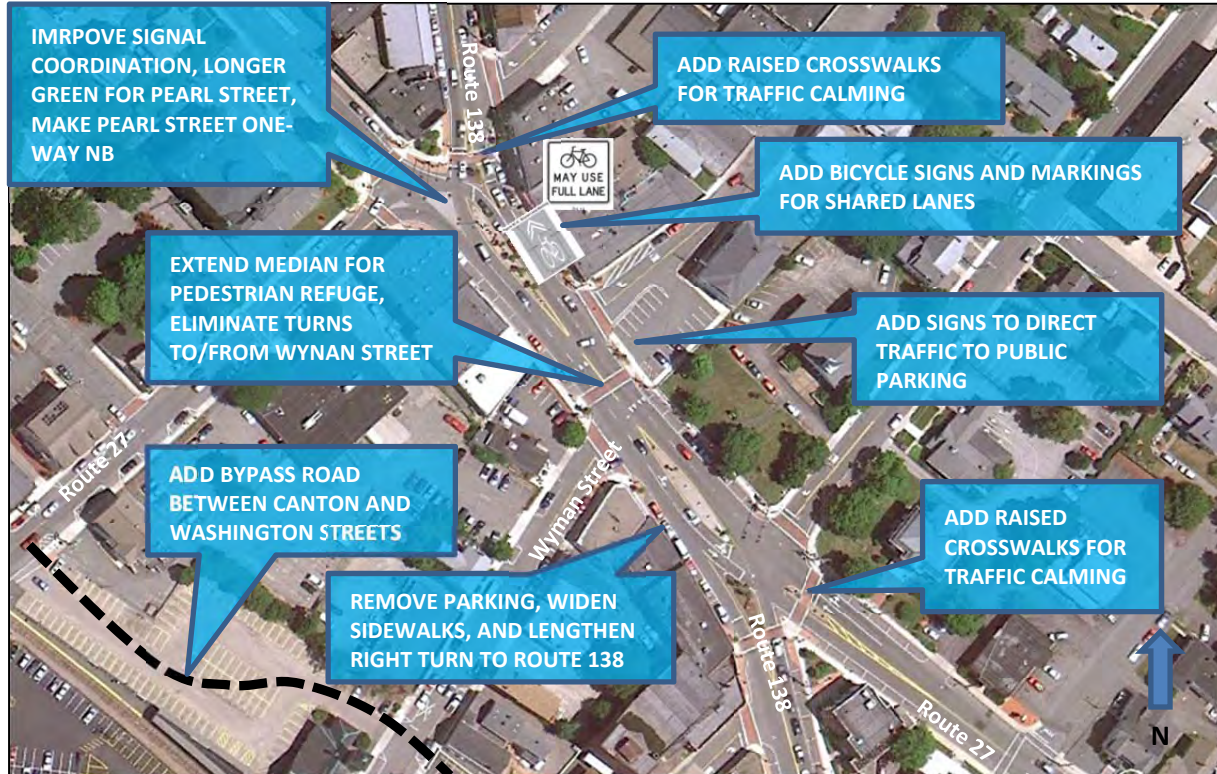 IMRPOVE SIGNAL
COORDINATION, LONGER
GREEN FOR PEARL STREET,
MAKE PEARL STREET ONE-
WAY NB
Route 138
ADD RAISED CROSSWALKS
FOR TRAFFIC CALMING
MAY USE
FULL LANE
ADD BICYCLE SIGNS AND MARKINGS
FOR SHARED LANES
EXTEND MEDIAN FOR
PEDESTRIAN REFUGE,
ELIMINATE TURNS
TO/FROM WYNAN STREET
ADD SIGNS TO DIRECT
TRAFFIC TO PUBLIC
PARKING
Route 27
ADD BYPASS ROAD
BETWEEN CANTON AND
WASHINGTON STREETS
Wyman Street
ADD RAISED
CROSSWALKS FOR
TRAFFIC CALMING
REMOVE PARKING, WIDEN
SIDEWALKS, AND LENGTHEN
RIGHT TURN TO ROUTE 138
Route 138
Route 27
N